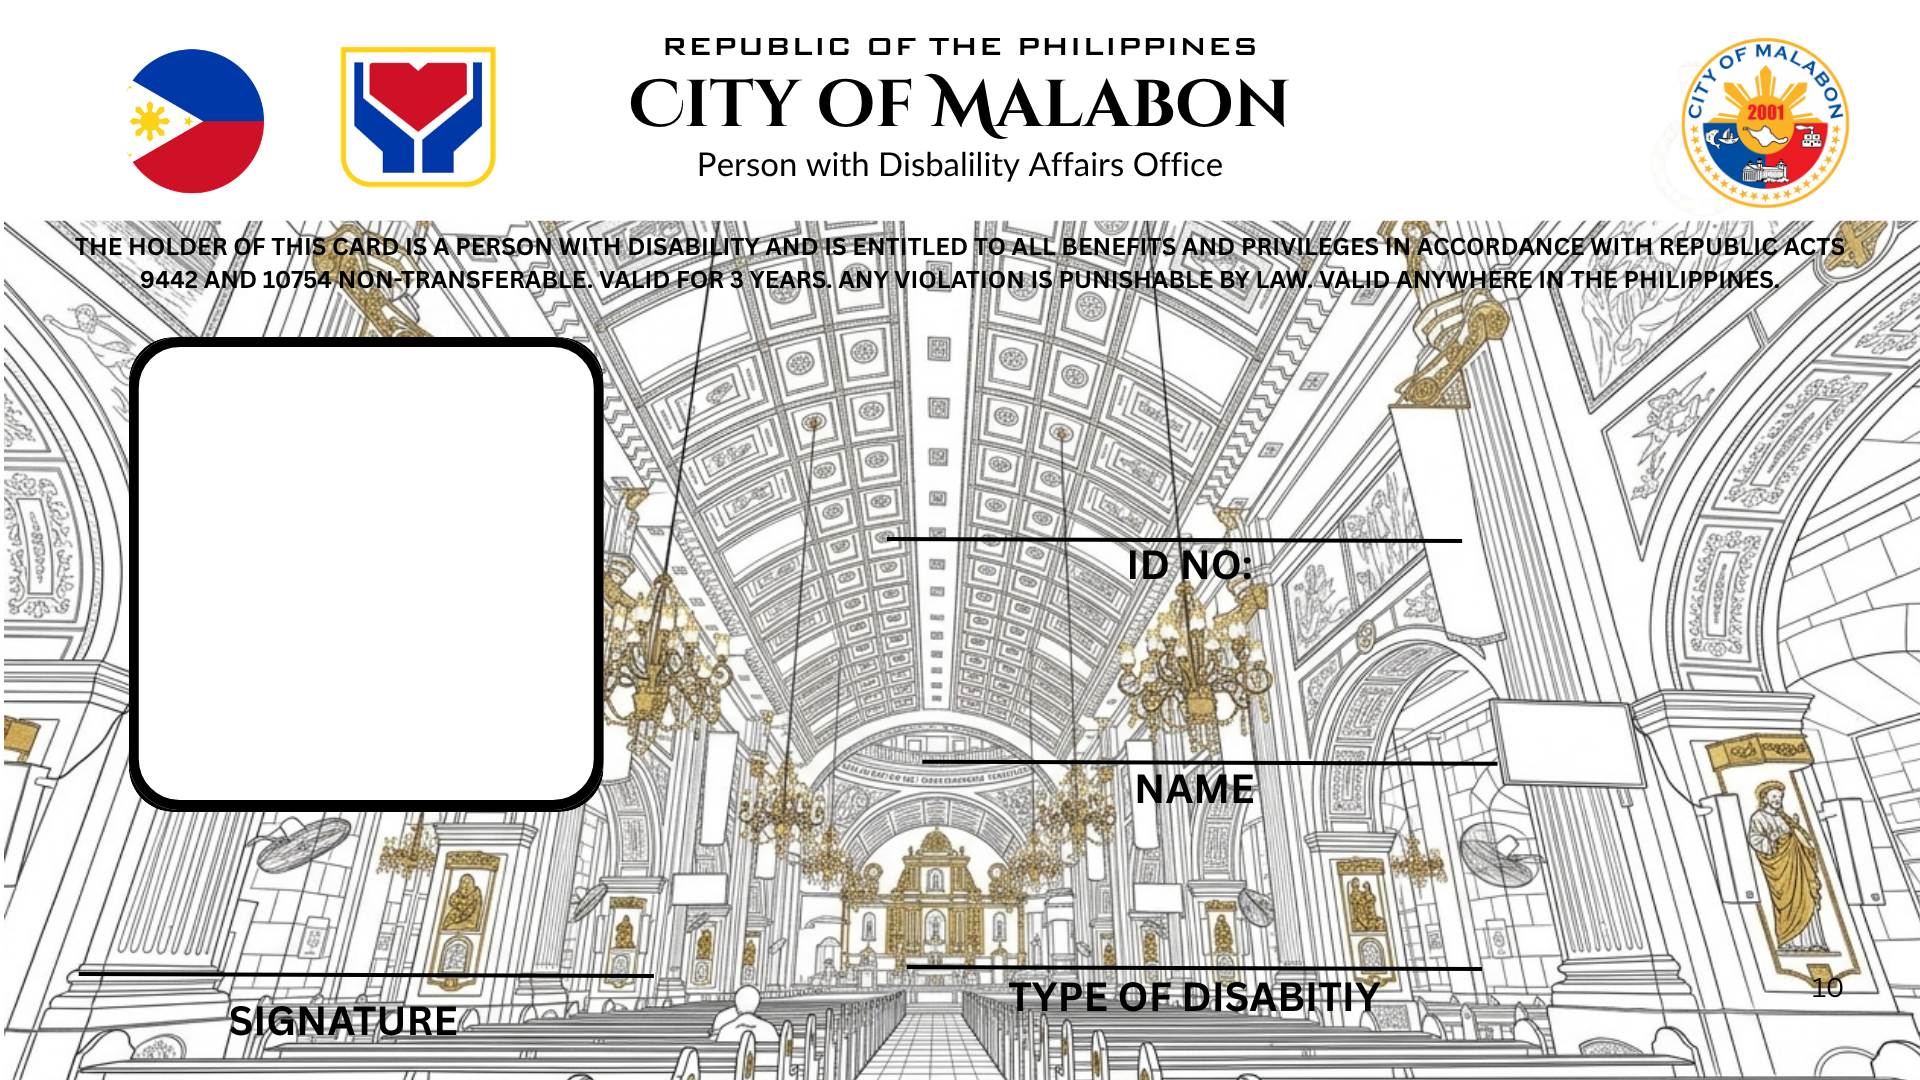 REPUBLIC OF THE PHILIPPINES
CITY OF MALABON
Person with Disbalility Affairs Office
CITY OF MALABON
2001
THE HOLDER OF THIS CARD IS A PERSON WITH DISABILITY AND IS ENTITLED TO ALL BENEFITS AND PRIVILEGES IN ACCORDANCE WITH REPUBLIC ACTS
9442 AND 10754 NON-TRANSFERABLE. VALID FOR 3 YEARS. ANY VIOLATION IS PUNISHABLE BY LAW. VALID ANYWHERE IN THE PHILIPPINES.
ID NO:
NAME
TYPE OF DISABITIY
10
SIGNATURE